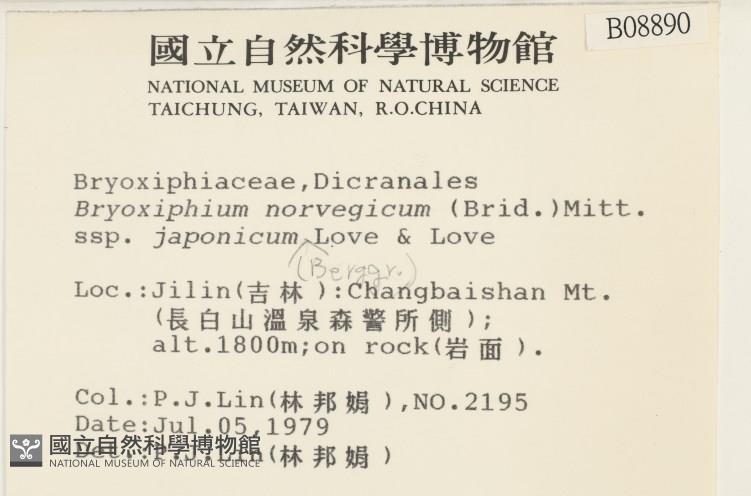 B08890
國立自然科學博物館
NATIONAL MUSEUM OF NATURAL SCIENCE
TAICHUNG, TAIWAN, R.O.CHINA
Bryoxiphiaceae,Dicranales
Bryoxiphium norvegicum (Brid.)Mitt.
ssp. japonicum Love & Love
(Berggr.)
Loc.:Jilin(吉林):Changbaishan Mt.
(長白山溫泉森警所側);
alt.1800m;on rock(岩面).
Col.:P.J.Lin(林邦娟),NO.2195
Date:Jul.05,1979
Det.:P.J.Lin(林邦娟)
國立自然科學博物館
NATIONAL MUSEUM OF NATURAL SCIENCE